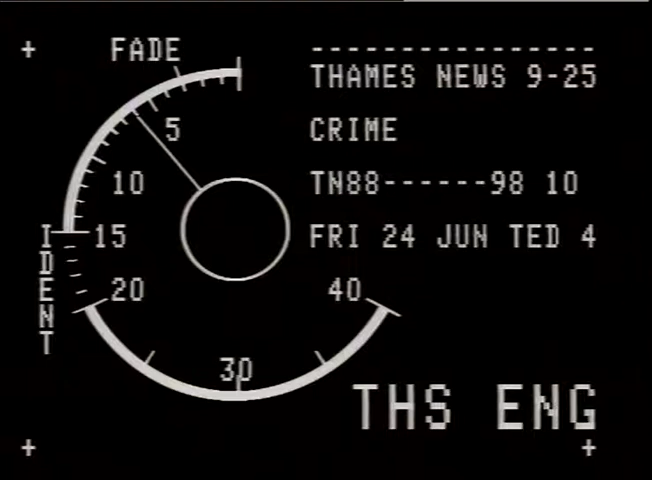 FADE
----------------
THAMES NEWS 9-25
CRIME
TN88------98 10
FRI 24 JUN TED 4
5
10
15
20
30
40
IDENT
THS ENG